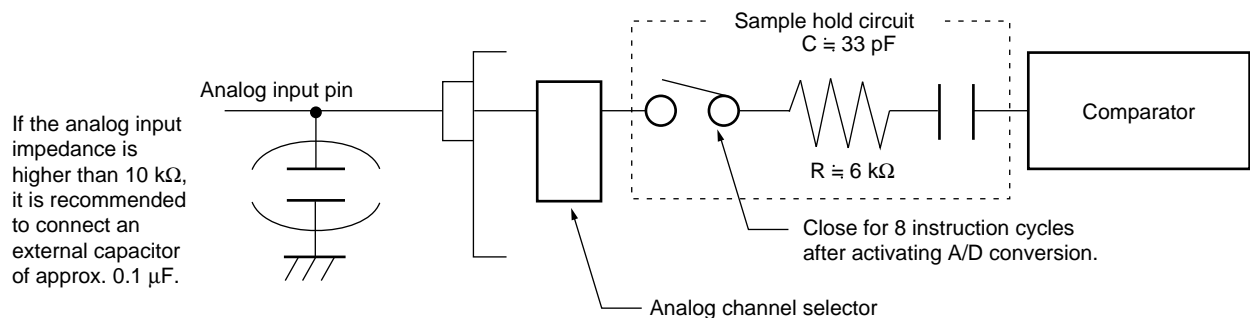 Sample hold circuit
C ≒ 33 pF
Analog input pin
Comparator
If the analog input
impedance is
higher than 10 kΩ,
it is recommended
to connect an
external capacitor
of approx. 0.1 µF.
R ≒ 6 kΩ
Close for 8 instruction cycles
after activating A/D conversion.
Analog channel selector